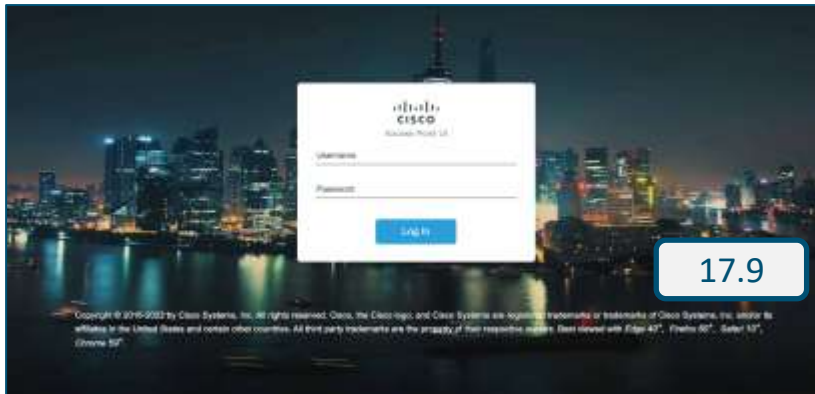 CISCO
Access Point UI
Username
Password
Log In
17.9
Copyright © 2015-2022 by Cisco Systems, Inc. All rights reserved. Cisco, the Cisco logo, and Cisco Systems are registered trademarks or trademarks of Cisco Systems, Inc. and/or its
affiliates in the United States and certain other countries. All third party trademarks are the property of their respective owners. Best viewed with Edge 40+, Firefox 60+, Safari 10+,
Chrome 59+